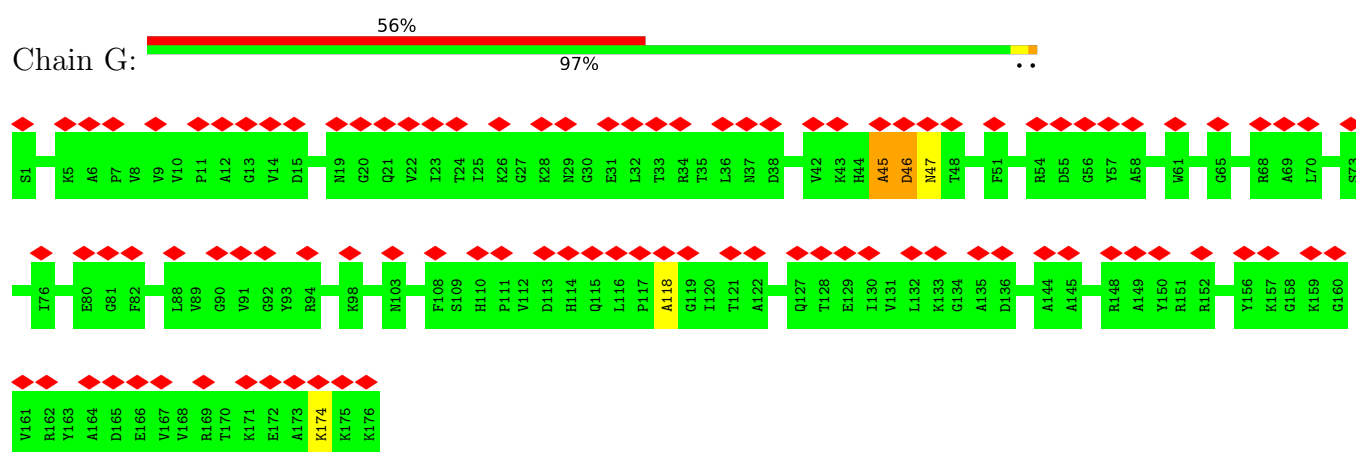 56%
Chain G:
97%
• •
S1 K5 A6 P7 V8 V9 V10 P11 A12 G13 V14 D15 N19 G20 Q21 V22 I23 T24 I25 K26 G27 K28 N29 G30 E31 L32 T33 R34 T35 L36 N37 D38 V42 K43 H44 A45 D46 N47 T48 F51 R54 D55 G56 Y57 A58 W61 G65 R68 A69 L70 S73
I76 E80 G81 F82 L88 V89 G90 V91 G92 Y93 R94 K98 N103 F108 S109 H110 P111 V112 D113 H114 Q115 L116 P117 A118 G119 I120 T121 A122 Q127 T128 E129 I130 V131 L132 K133 G134 A135 D136 A144 A145 R148 A149 Y150 R151 R152 Y156 K157 G158 K159 G160
V161 R162 Y163 A164 D165 E166 V167 V168 R169 T170 K171 E172 A173 K174 K175 K176